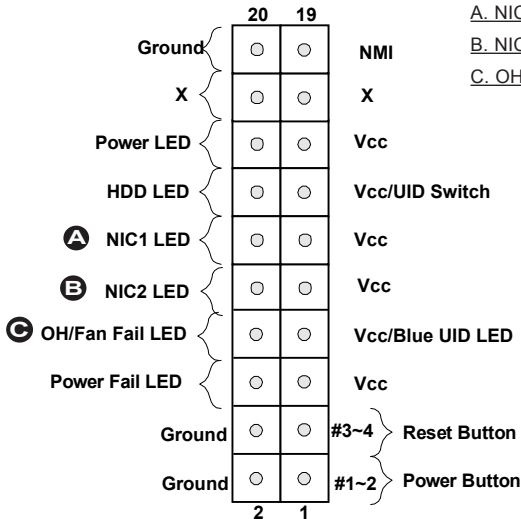 20 19
A. NIC
Ground NMI
B. NIC
C. OH
X X
Power LED Vcc
HDD LED Vcc/UID Switch
A NIC1 LED Vcc
B NIC2 LED Vcc
C OH/Fan Fail LED Vcc/Blue UID LED
Power Fail LED Vcc
Ground #3~4 Reset Button
Ground #1~2 Power Button
2 1